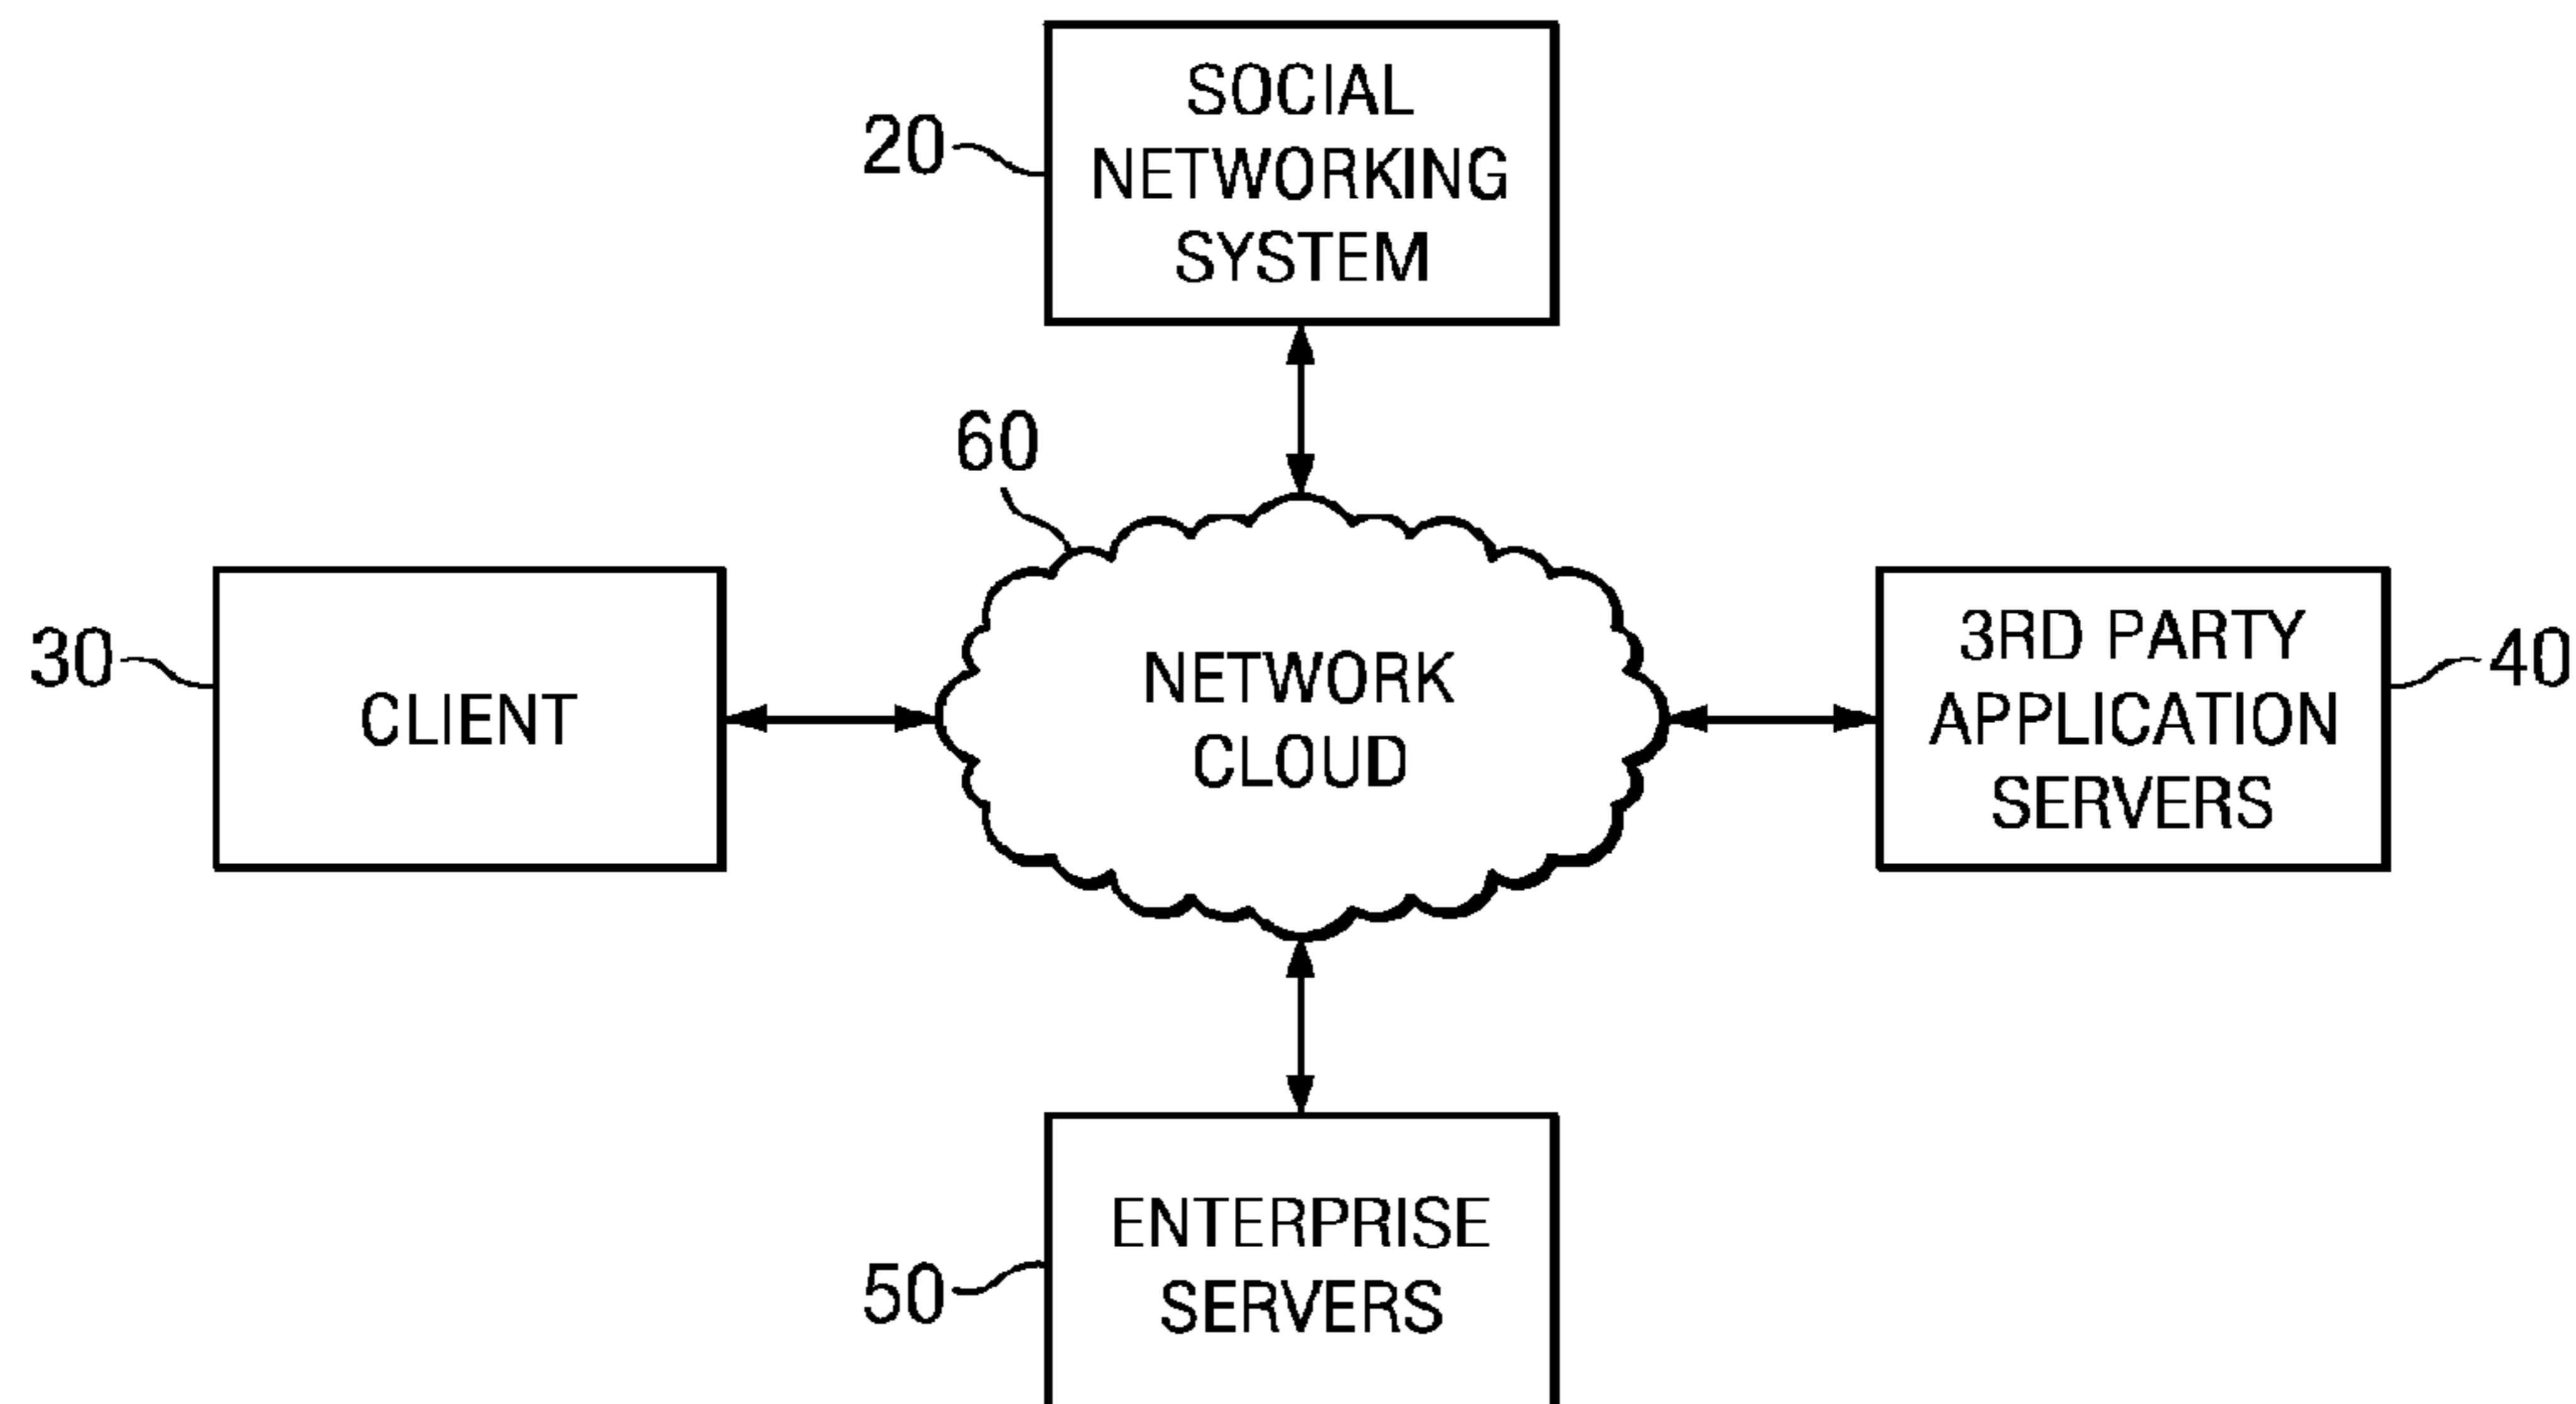 20
SOCIAL
NETWORKING
SYSTEM
60
30
CLIENT
NETWORK
CLOUD
3RD PARTY
APPLICATION
SERVERS
40
50
ENTERPRISE
SERVERS